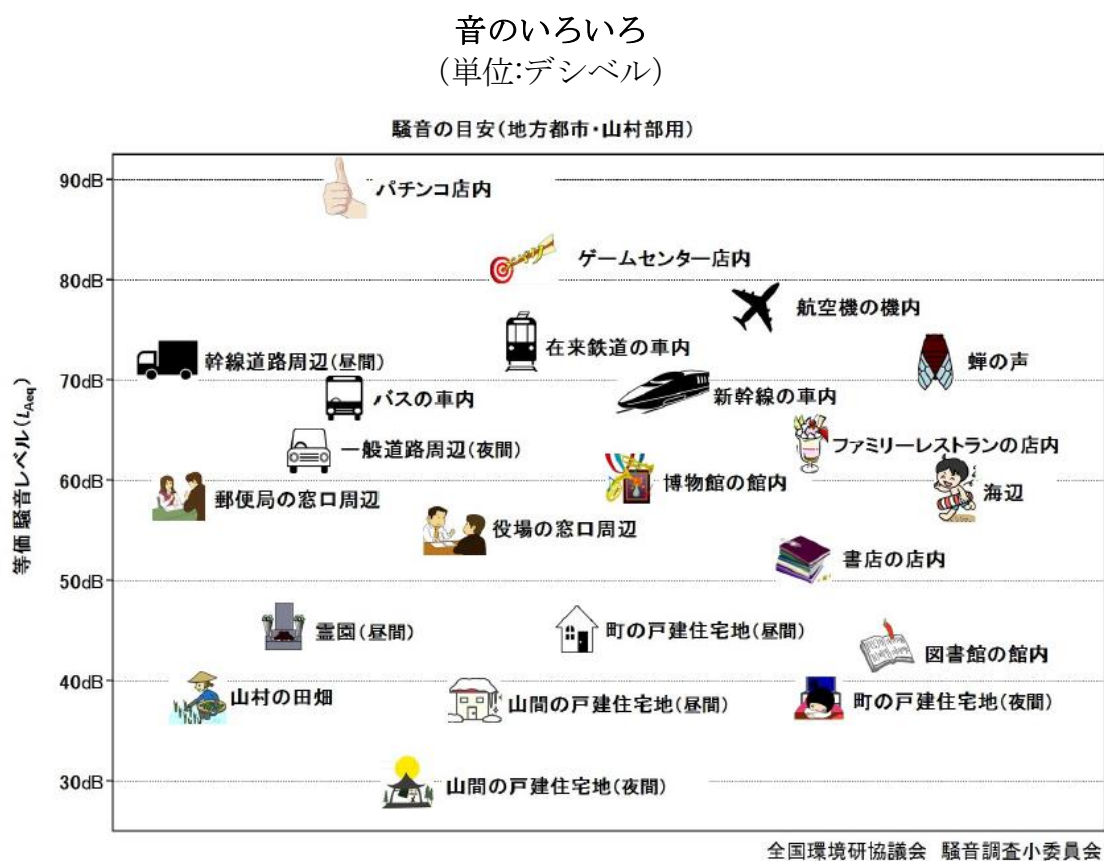 音のいろいろ
(単位:デシベル)
騒音の目安(地方都市・山村部用)
等価騒音レベル(LAeq)
90dB
パチンコ店内
ゲームセンター店内
80dB
航空機の機内
在来鉄道の車内
幹線道路周辺(昼間)
蝉の声
70dB
バスの車内
新幹線の車内
一般道路周辺(夜間)
ファミリーレストランの店内
60dB
博物館の館内
海辺
郵便局の窓口周辺
役場の窓口周辺
書店の店内
50dB
霊園(昼間)
町の戸建住宅地(昼間)
図書館の館内
40dB
山村の田畑
山間の戸建住宅地(昼間)
町の戸建住宅地(夜間)
30dB
山間の戸建住宅地(夜間)
全国環境研協議会 騒音調査小委員会